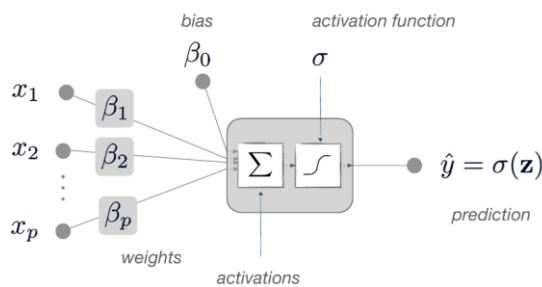 bias
activation function
β₀
σ
x₁
β₁
x₂
β₂
∑
ŷ = σ(𝐳)
xₚ
βₚ
prediction
weights
activations